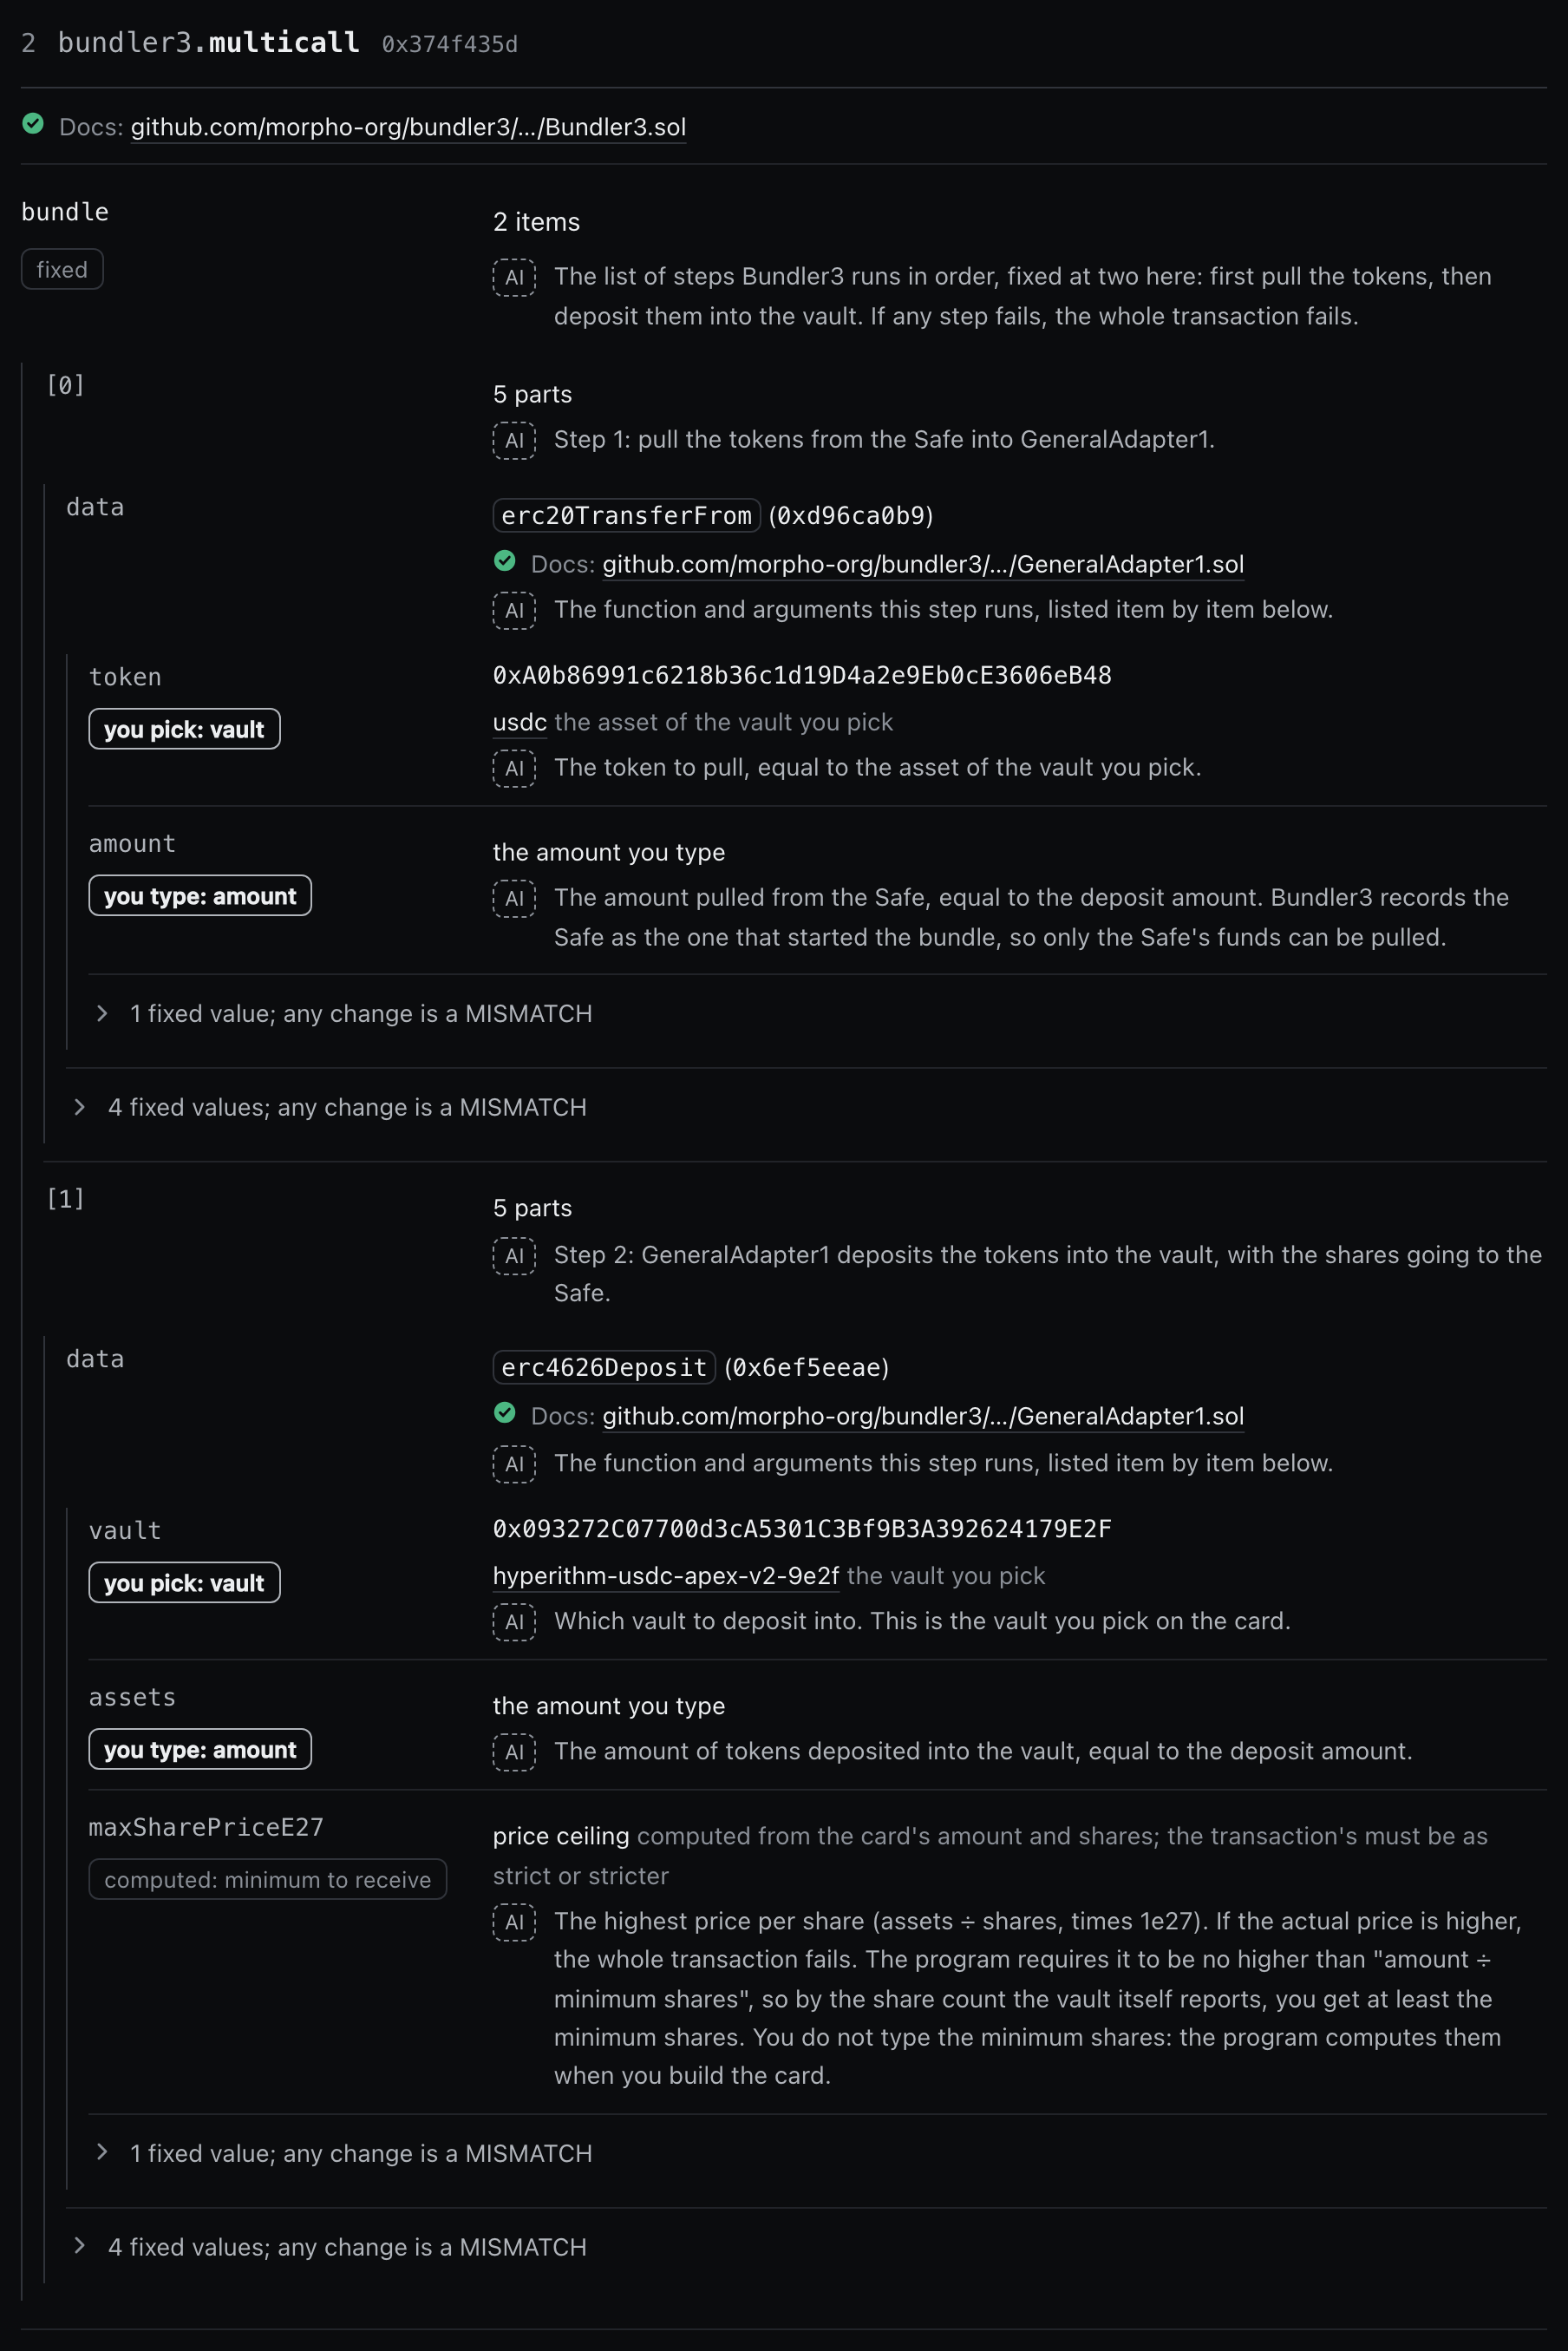 2 bundler3.multicall 0x374f435d
Docs: github.com/morpho-org/bundler3/.../Bundler3.sol
bundle
fixed
2 items
AI The list of steps Bundler3 runs in order, fixed at two here: first pull the tokens, then
deposit them into the vault. If any step fails, the whole transaction fails.
[0]
5 parts
AI Step 1: pull the tokens from the Safe into GeneralAdapter1.
data
erc20TransferFrom (0xd96ca0b9)
Docs: github.com/morpho-org/bundler3/.../GeneralAdapter1.sol
AI The function and arguments this step runs, listed item by item below.
token
you pick: vault
0xA0b86991c6218b36c1d19D4a2e9Eb0cE3606eB48
usdc the asset of the vault you pick
AI The token to pull, equal to the asset of the vault you pick.
amount
you type: amount
the amount you type
AI The amount pulled from the Safe, equal to the deposit amount. Bundler3 records the
Safe as the one that started the bundle, so only the Safe's funds can be pulled.
1 fixed value; any change is a MISMATCH
4 fixed values; any change is a MISMATCH
[1]
5 parts
AI Step 2: GeneralAdapter1 deposits the tokens into the vault, with the shares going to the
Safe.
data
erc4626Deposit (0x6ef5eeae)
Docs: github.com/morpho-org/bundler3/.../GeneralAdapter1.sol
AI The function and arguments this step runs, listed item by item below.
vault
you pick: vault
0x093272C07700d3cA5301C3Bf9B3A392624179E2F
hyperithm-usdc-apex-v2-9e2f the vault you pick
AI Which vault to deposit into. This is the vault you pick on the card.
assets
you type: amount
the amount you type
AI The amount of tokens deposited into the vault, equal to the deposit amount.
maxSharePriceE27
computed: minimum to receive
price ceiling computed from the card's amount and shares; the transaction's must be as
strict or stricter
AI The highest price per share (assets ÷ shares, times 1e27). If the actual price is higher,
the whole transaction fails. The program requires it to be no higher than "amount ÷
minimum shares", so by the share count the vault itself reports, you get at least the
minimum shares. You do not type the minimum shares: the program computes them
when you build the card.
1 fixed value; any change is a MISMATCH
4 fixed values; any change is a MISMATCH